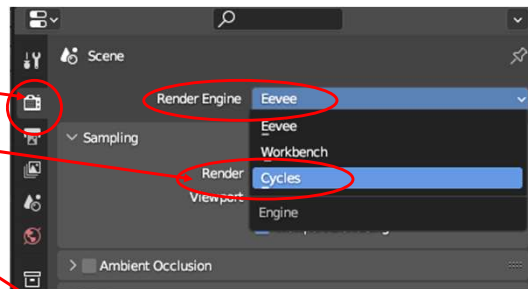 Scene
Render Engine Eevee
Eevee
Sampling
Workbench
Render Cycles
Viewport
Engine
Ambient Occlusion